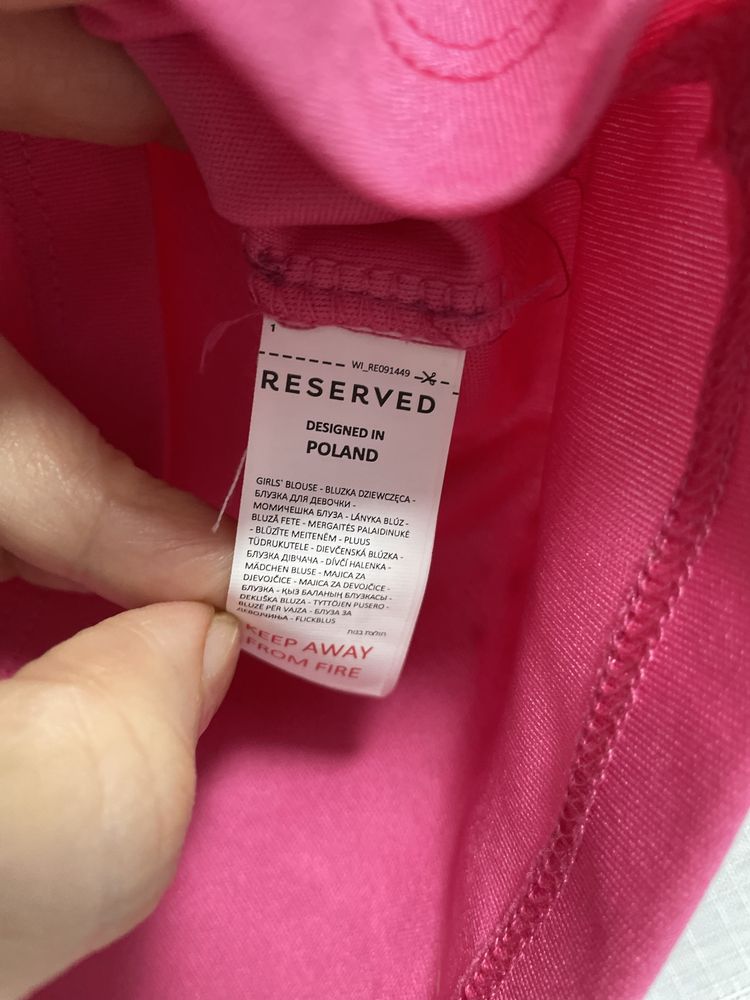 1
WI_RE091449
RESERVED
DESIGNED IN
POLAND
GIRLS' BLOUSE - BLUZKA DZIEWCZĘCA -
БЛУЗКА ДЛЯ ДЕВОЧКИ -
МОМИЧЕШКА БЛУЗА - LÁNYKA BLÚZ -
BLUZĂ FETE - MERGAITĖS PALAIDINUKĖ
- BLŪZĪTE MEITENĒM - PLUUS
TÜDRUKUTELE - DIEVČENSKÁ BLÚZKA -
БЛУЗКА ДІВЧАЧА - DÍVČÍ HALENKA -
MÄDCHEN BLUSE - MAJICA ZA
DJEVOJČICE - MAJICA ZA DEVOJČICE -
БЛУЗКА - ҚЫЗ БАЛАНЫҢ БЛУЗКАСЫ -
DEKLIŠKA BLUZA - TYTTÖJEN PUSERO -
BLUZË PËR VAJZA - БЛУЗА ЗА
ДЕВОЈЧИЊА - FLICKBLUS
חולצת בנות
KEEP AWAY
FROM FIRE